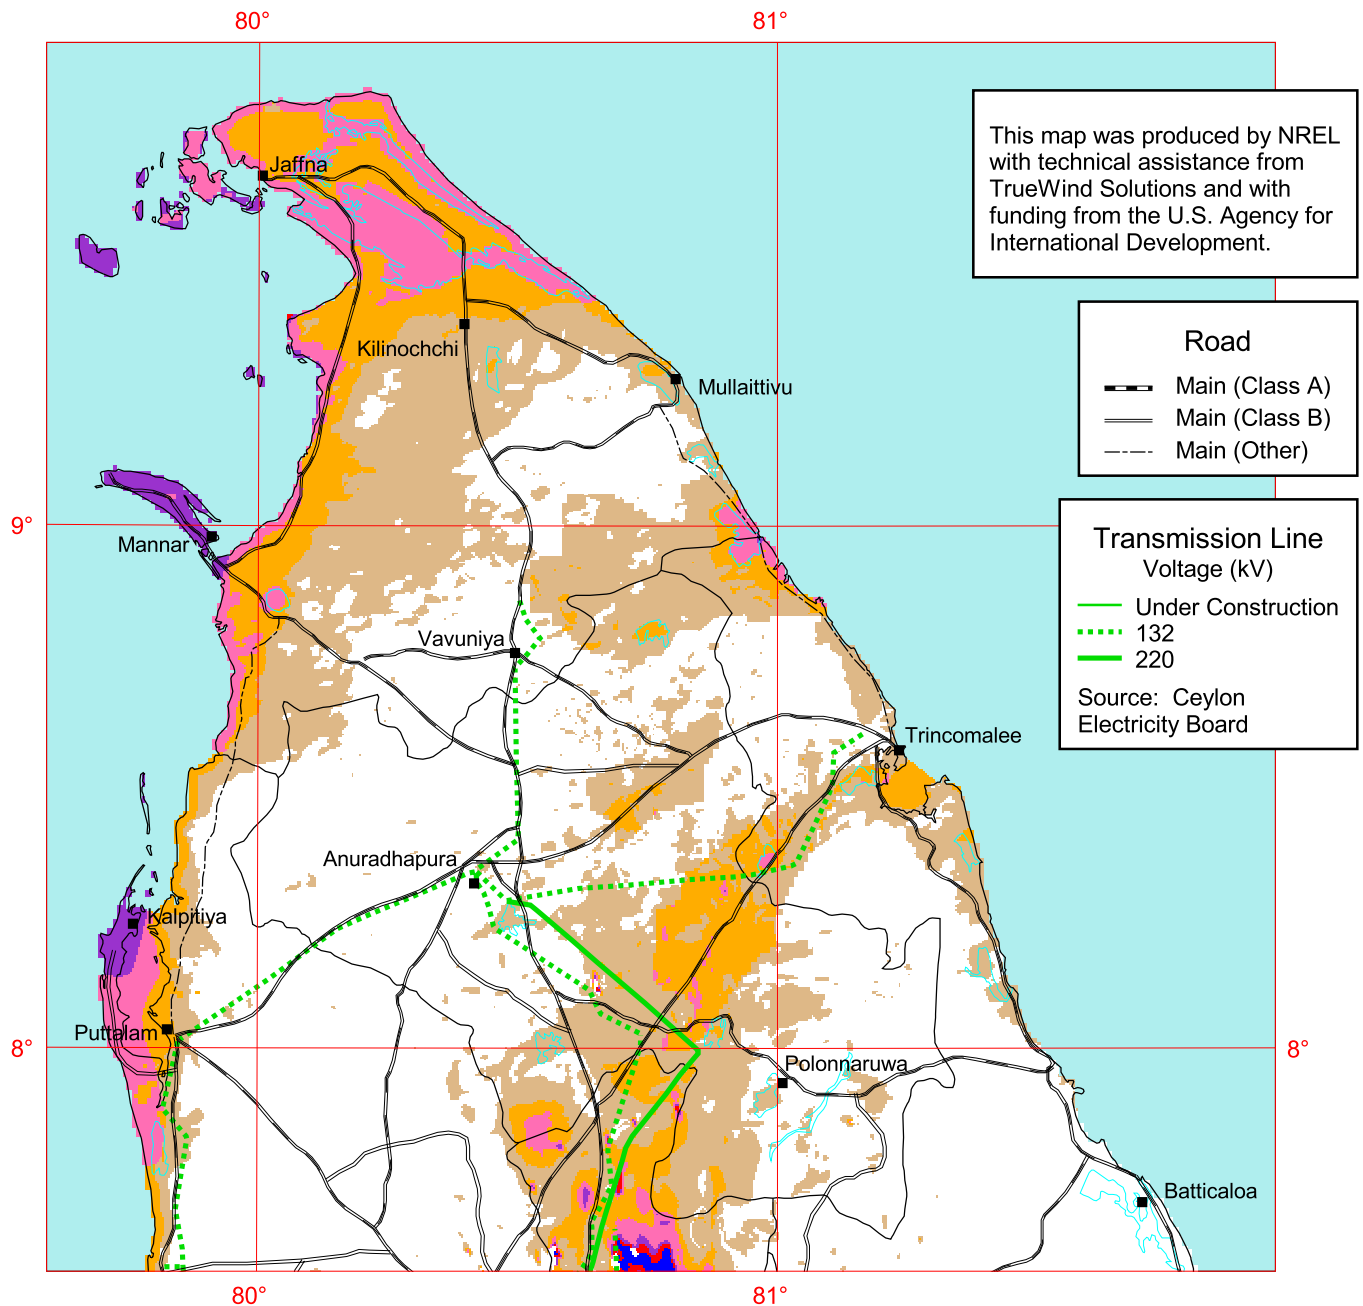 80°
81°
This map was produced by NREL
with technical assistance from
TrueWind Solutions and with
funding from the U.S. Agency for
International Development.
Jaffna
Road
Kilinochchi
Main (Class A)
Mullaittivu
Main (Class B)
Main (Other)
9°
Mannar
Transmission Line
Voltage (kV)
Under Construction
132
220
Vavuniya
Source:  Ceylon
Electricity Board
Trincomalee
Anuradhapura
Kalpitiya
Puttalam
8°
8°
Polonnaruwa
Batticaloa
80°
81°